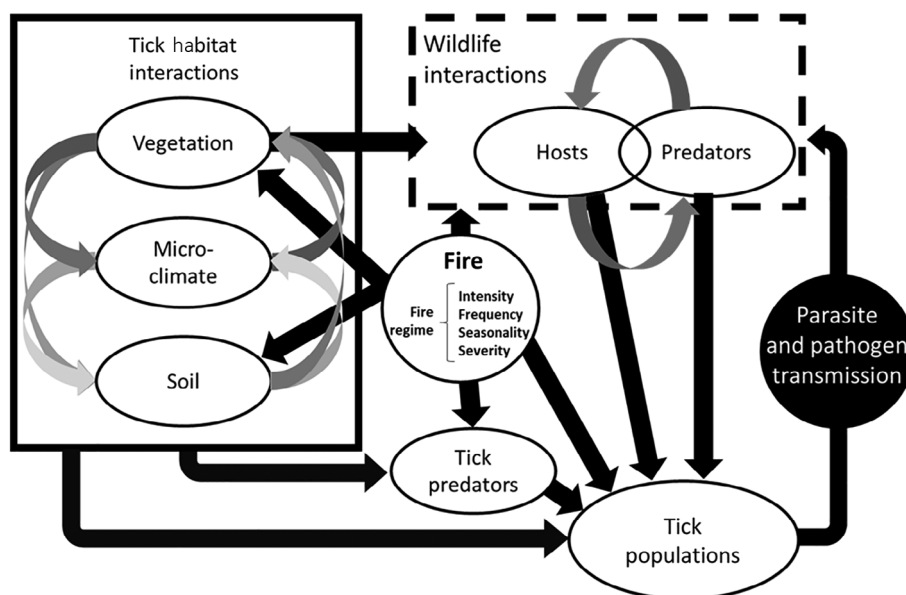 Tick habitat
interactions
Vegetation
Micro-
climate
Soil
Wildlife
interactions
Hosts
Predators
Fire
Fire
regime
Intensity
Frequency
Seasonality
Severity
Parasite
and pathogen
transmission
Tick
predators
Tick
populations